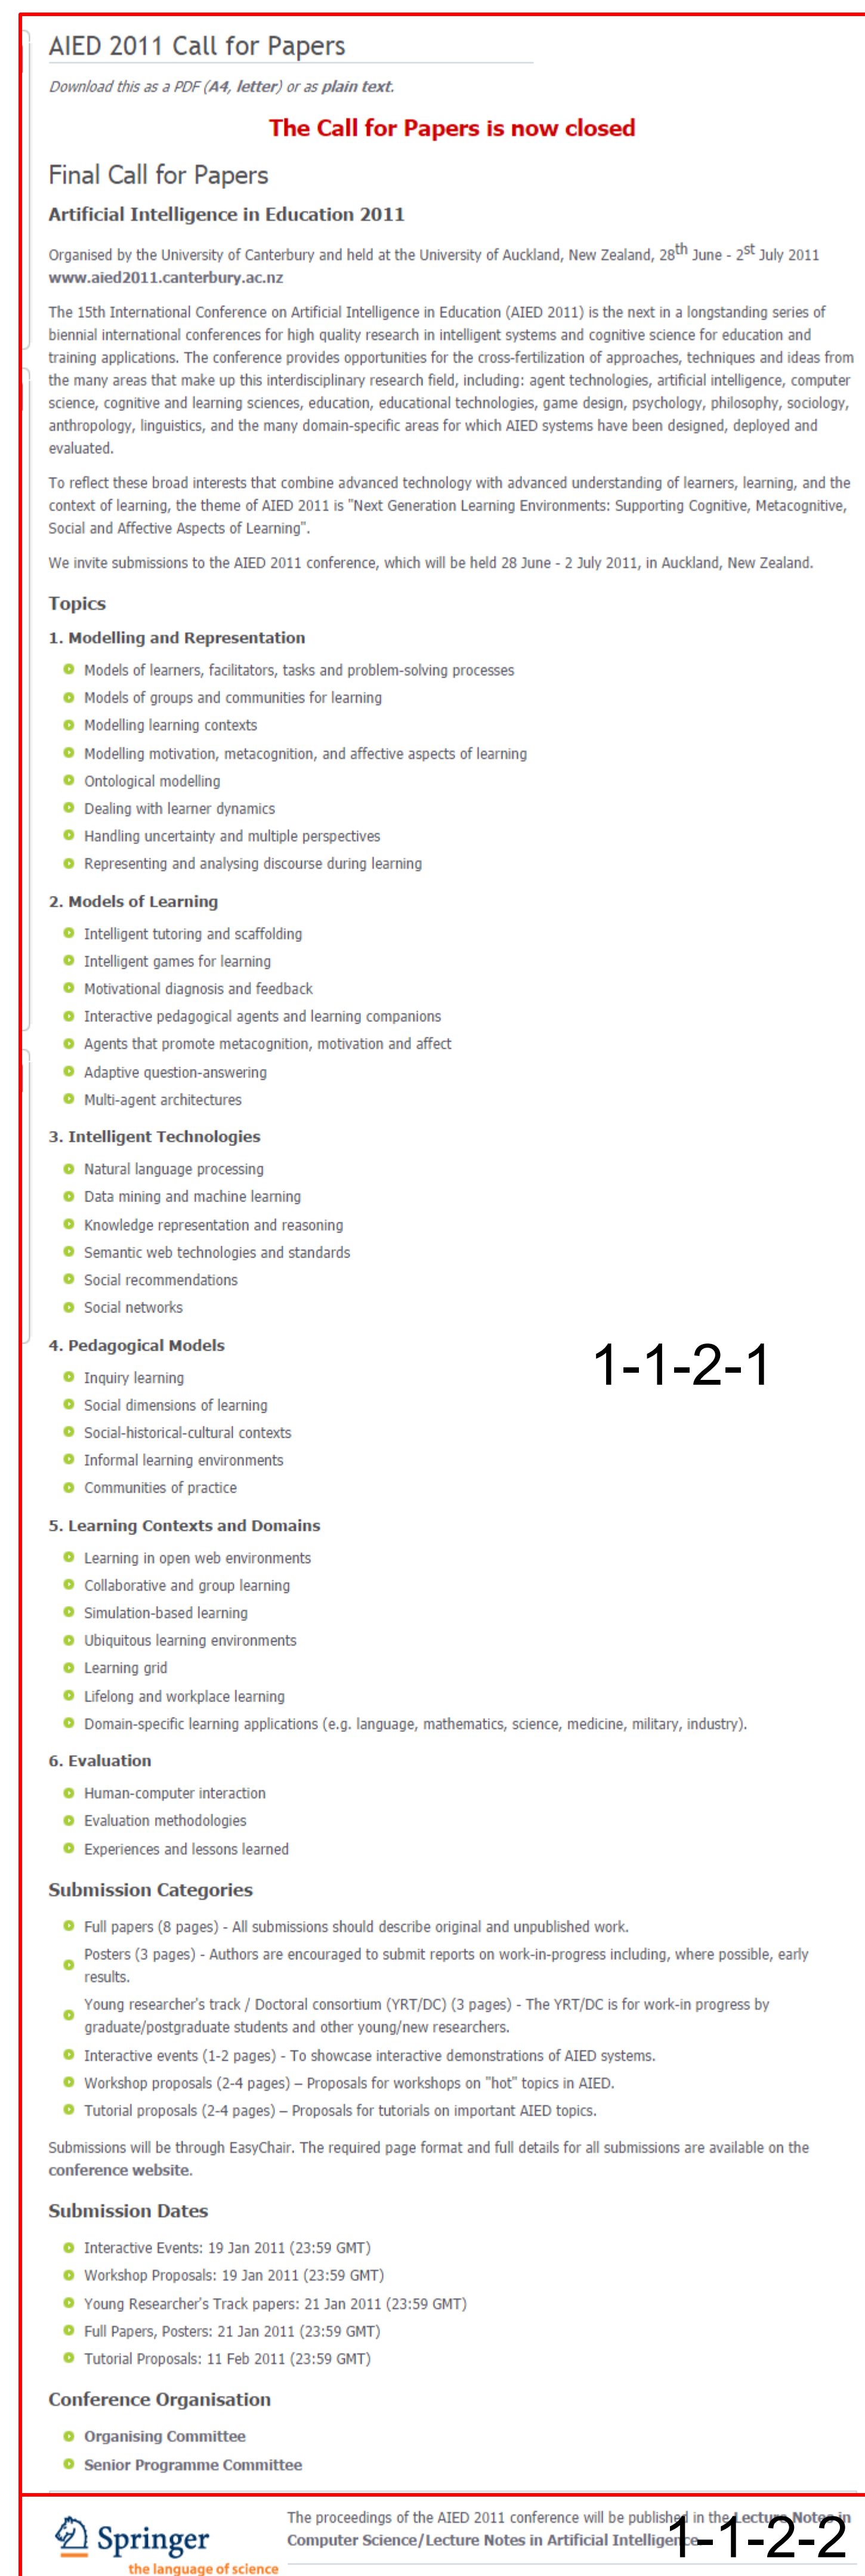 AIED 2011 Call for Papers
Download this as a PDF (A4, letter) or as plain text.
The Call for Papers is now closed
Final Call for Papers
Artificial Intelligence in Education 2011
Organised by the University of Canterbury and held at the University of Auckland, New Zealand, 28th June - 2st July 2011
www.aied2011.canterbury.ac.nz
The 15th International Conference on Artificial Intelligence in Education (AIED 2011) is the next in a longstanding series of
biennial international conferences for high quality research in intelligent systems and cognitive science for education and
training applications. The conference provides opportunities for the cross-fertilization of approaches, techniques and ideas from
the many areas that make up this interdisciplinary research field, including: agent technologies, artificial intelligence, computer
science, cognitive and learning sciences, education, educational technologies, game design, psychology, philosophy, sociology,
anthropology, linguistics, and the many domain-specific areas for which AIED systems have been designed, deployed and
evaluated.
To reflect these broad interests that combine advanced technology with advanced understanding of learners, learning, and the
context of learning, the theme of AIED 2011 is "Next Generation Learning Environments: Supporting Cognitive, Metacognitive,
Social and Affective Aspects of Learning".
We invite submissions to the AIED 2011 conference, which will be held 28 June - 2 July 2011, in Auckland, New Zealand.
Topics
1. Modelling and Representation
Models of learners, facilitators, tasks and problem-solving processes
Models of groups and communities for learning
Modelling learning contexts
Modelling motivation, metacognition, and affective aspects of learning
Ontological modelling
Dealing with learner dynamics
Handling uncertainty and multiple perspectives
Representing and analysing discourse during learning
2. Models of Learning
Intelligent tutoring and scaffolding
Intelligent games for learning
Motivational diagnosis and feedback
Interactive pedagogical agents and learning companions
Agents that promote metacognition, motivation and affect
Adaptive question-answering
Multi-agent architectures
3. Intelligent Technologies
Natural language processing
Data mining and machine learning
Knowledge representation and reasoning
Semantic web technologies and standards
Social recommendations
Social networks
4. Pedagogical Models
1-1-2-1
Inquiry learning
Social dimensions of learning
Social-historical-cultural contexts
Informal learning environments
Communities of practice
5. Learning Contexts and Domains
Learning in open web environments
Collaborative and group learning
Simulation-based learning
Ubiquitous learning environments
Learning grid
Lifelong and workplace learning
Domain-specific learning applications (e.g. language, mathematics, science, medicine, military, industry).
6. Evaluation
Human-computer interaction
Evaluation methodologies
Experiences and lessons learned
Submission Categories
Full papers (8 pages) - All submissions should describe original and unpublished work.
Posters (3 pages) - Authors are encouraged to submit reports on work-in-progress including, where possible, early
results.
Young researcher's track / Doctoral consortium (YRT/DC) (3 pages) - The YRT/DC is for work-in progress by
graduate/postgraduate students and other young/new researchers.
Interactive events (1-2 pages) - To showcase interactive demonstrations of AIED systems.
Workshop proposals (2-4 pages) – Proposals for workshops on "hot" topics in AIED.
Tutorial proposals (2-4 pages) – Proposals for tutorials on important AIED topics.
Submissions will be through EasyChair. The required page format and full details for all submissions are available on the
conference website.
Submission Dates
Interactive Events: 19 Jan 2011 (23:59 GMT)
Workshop Proposals: 19 Jan 2011 (23:59 GMT)
Young Researcher's Track papers: 21 Jan 2011 (23:59 GMT)
Full Papers, Posters: 21 Jan 2011 (23:59 GMT)
Tutorial Proposals: 11 Feb 2011 (23:59 GMT)
Conference Organisation
Organising Committee
Senior Programme Committee
The proceedings of the AIED 2011 conference will be published in the Lecture Notes in
Computer Science/Lecture Notes in Artificial Intelligence
1-1-2-2
Springer
the language of science